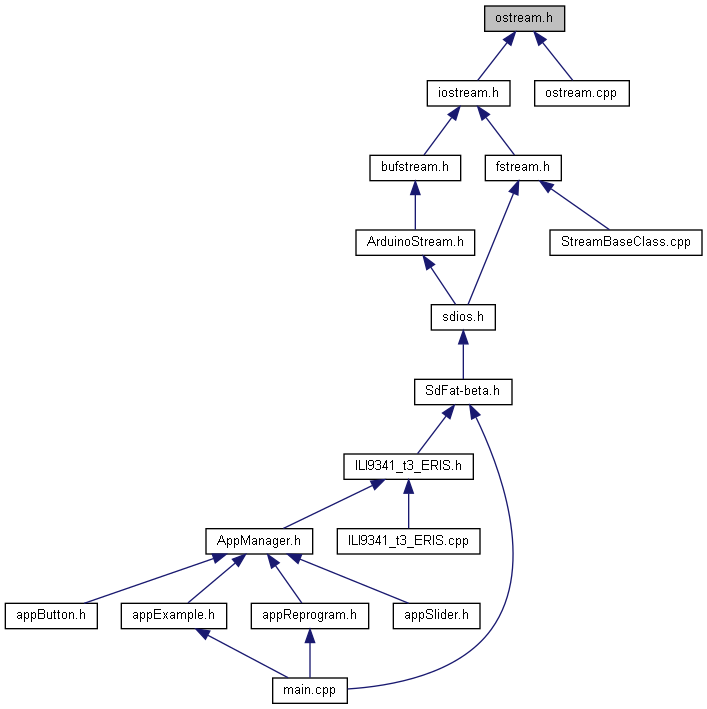 ostream.h
iostream.h
ostream.cpp
bufstream.h
fstream.h
ArduinoStream.h
StreamBaseClass.cpp
sdios.h
SdFat-beta.h
ILI9341_t3_ERIS.h
AppManager.h
ILI9341_t3_ERIS.cpp
appButton.h
appExample.h
appReprogram.h
appSlider.h
main.cpp